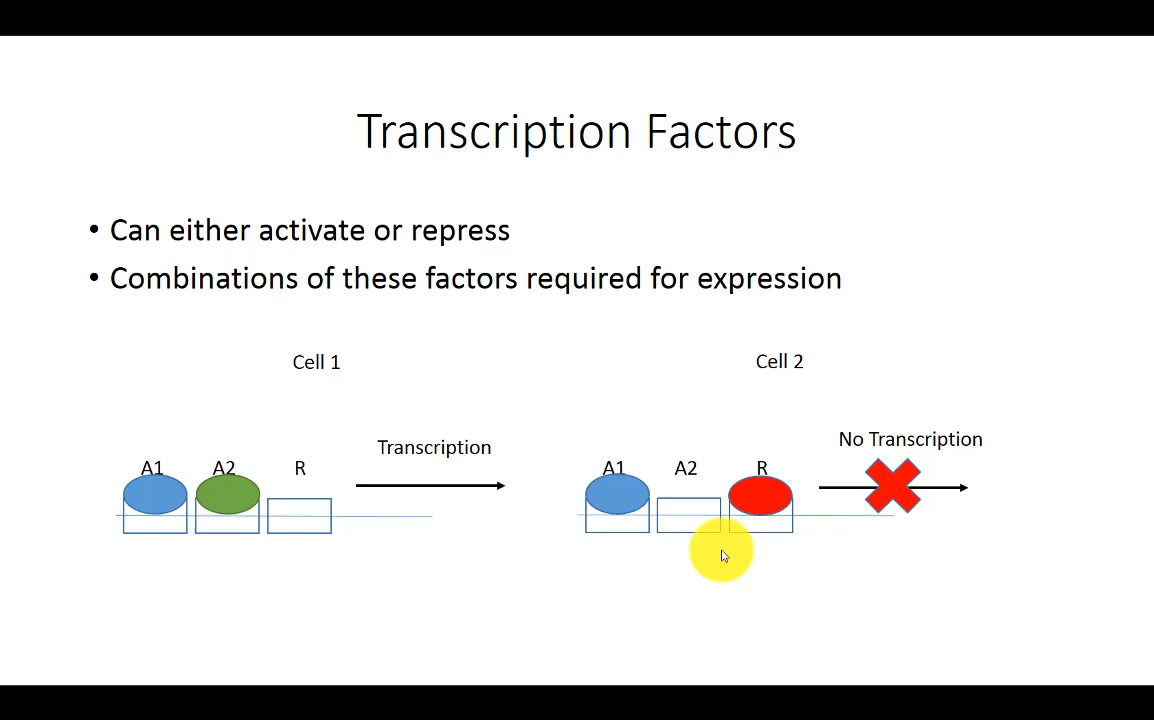 Transcription Factors
• Can either activate or repress
• Combinations of these factors required for expression
Cell 1
Cell 2
Transcription
No Transcription
A1 A2 R
A1 A2 R